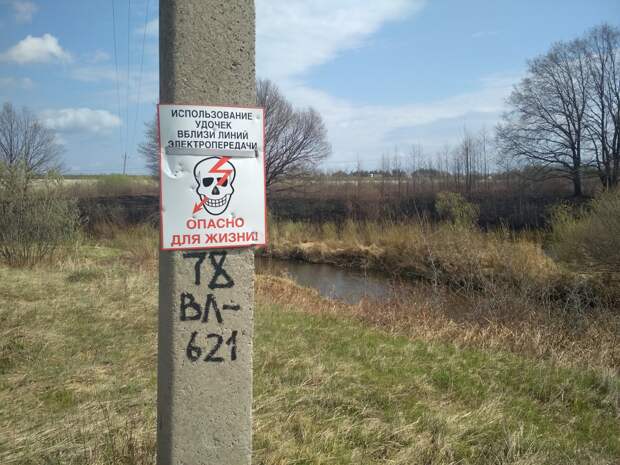 ИСПОЛЬЗОВАНИЕ
УДОЧЕК
ВБЛИЗИ ЛИНИЙ
ЭЛЕКТРОПЕРЕДАЧИ
ОПАСНО
ДЛЯ ЖИЗНИ!
78
ВЛ-
621